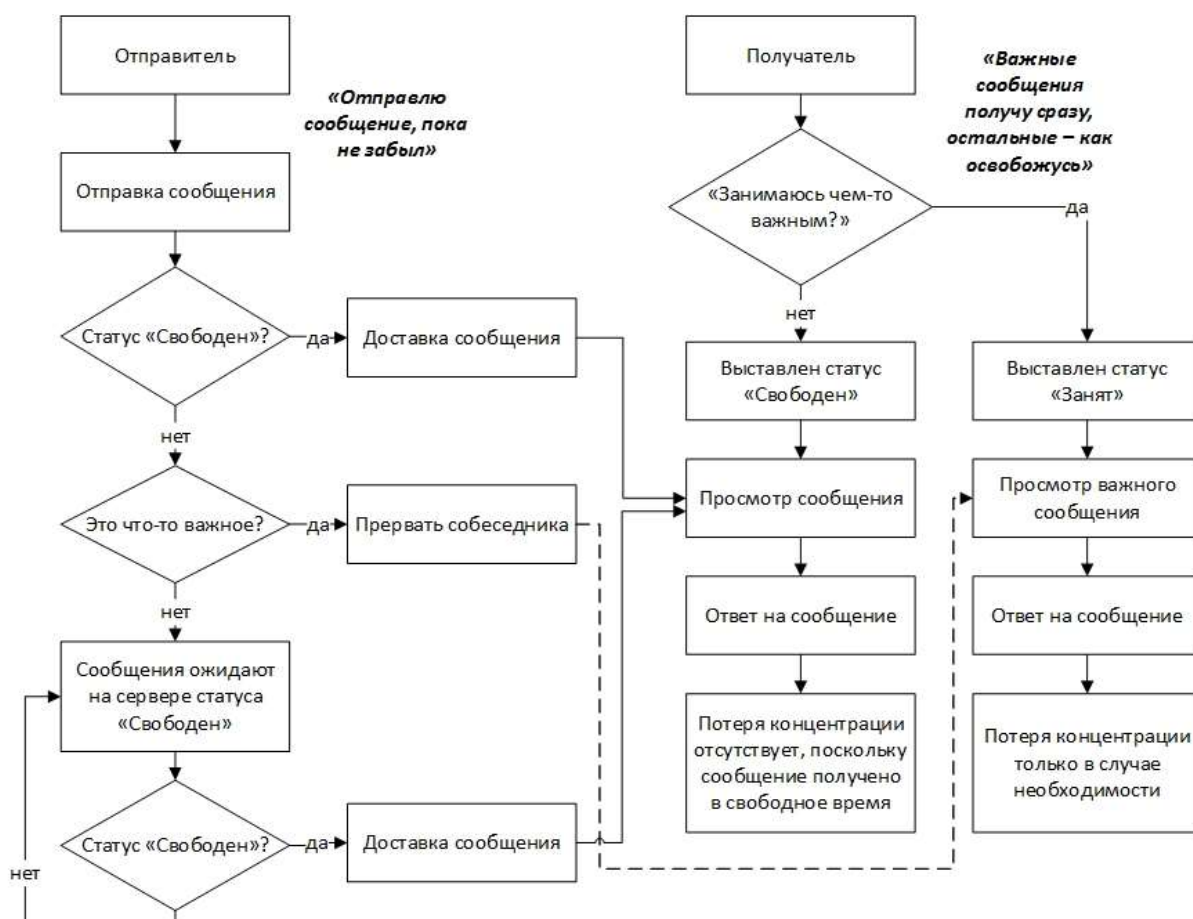 Отправитель
«Отправлю
сообщение, пока
не забыл»
Отправка сообщения
Статус «Свободен»?
да
Доставка сообщения
нет
Это что-то важное?
да
Прервать собеседника
нет
Сообщения ожидают
на сервере статуса
«Свободен»
Статус «Свободен»?
да
Доставка сообщения
нет
Получатель
«Важные
сообщения
получу сразу,
остальные – как
освобожусь»
«Занимаюсь чем-то
важным?»
да
нет
Выставлен статус
«Свободен»
Просмотр сообщения
Ответ на сообщение
Потеря концентрации
отсутствует, поскольку
сообщение получено
в свободное время
Выставлен статус
«Занят»
Просмотр важного
сообщения
Ответ на сообщение
Потеря концентрации
только в случае
необходимости